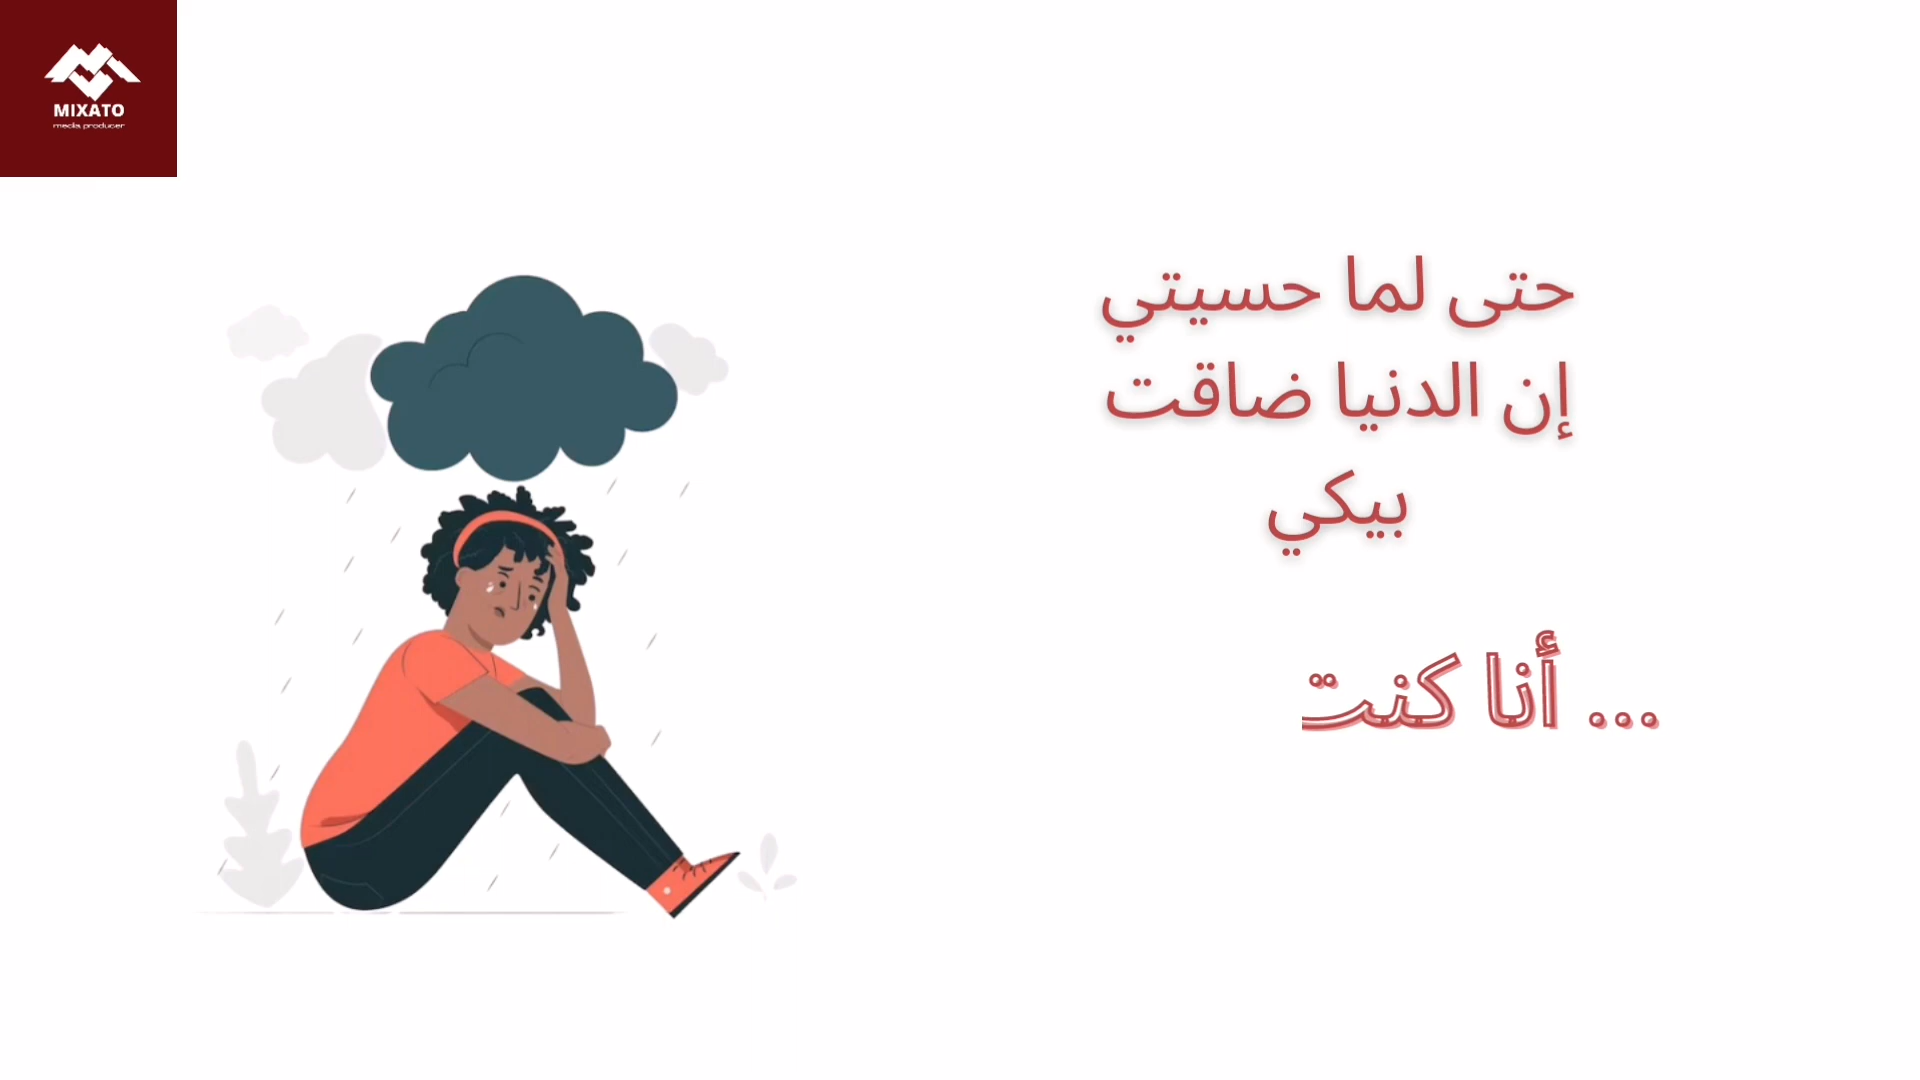 MIXATO
media producer
حتى لما حسيتي
إن الدنيا ضاقت
بيكي
... أنا كنت